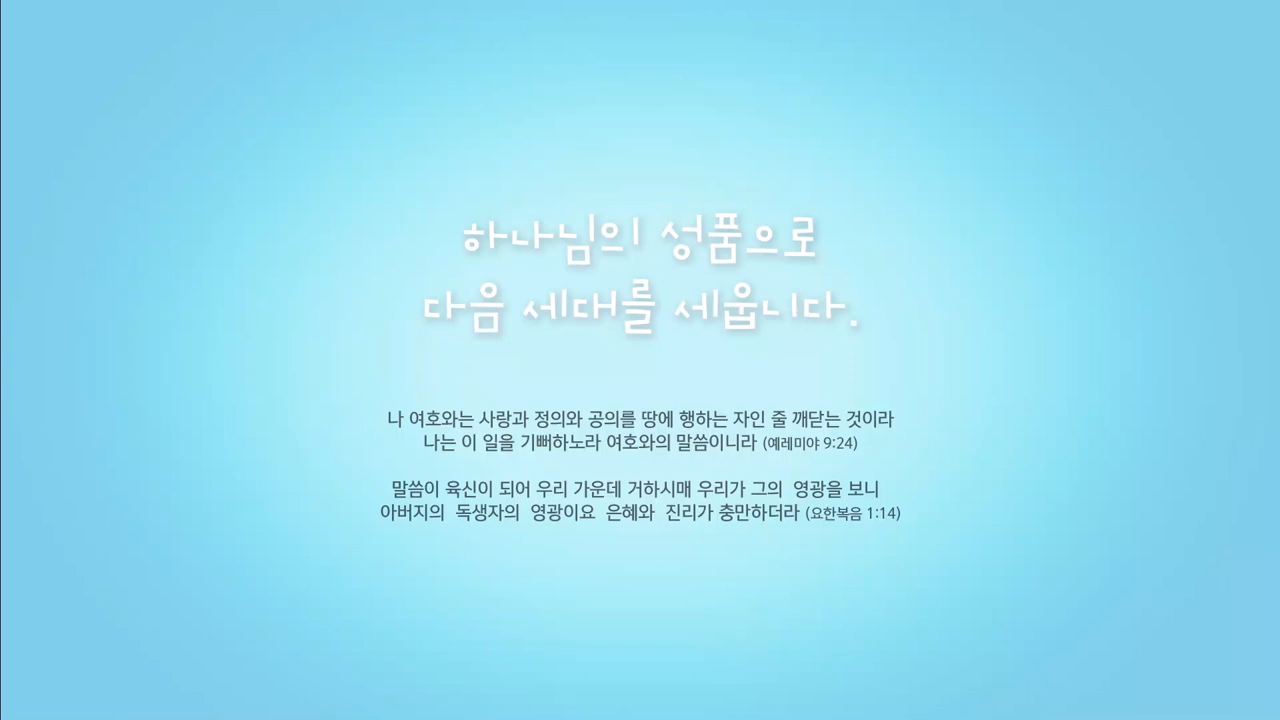 하나님의 성품으로
다음 세대를 세웁니다.
나 여호와는 사랑과 정의와 공의를 땅에 행하는 자인 줄 깨닫는 것이라
나는 이 일을 기뻐하노라 여호와의 말씀이니라 (예레미야 9:24)
말씀이 육신이 되어 우리 가운데 거하시매 우리가 그의 영광을 보니
아버지의 독생자의 영광이요 은혜와 진리가 충만하더라 (요한복음 1:14)